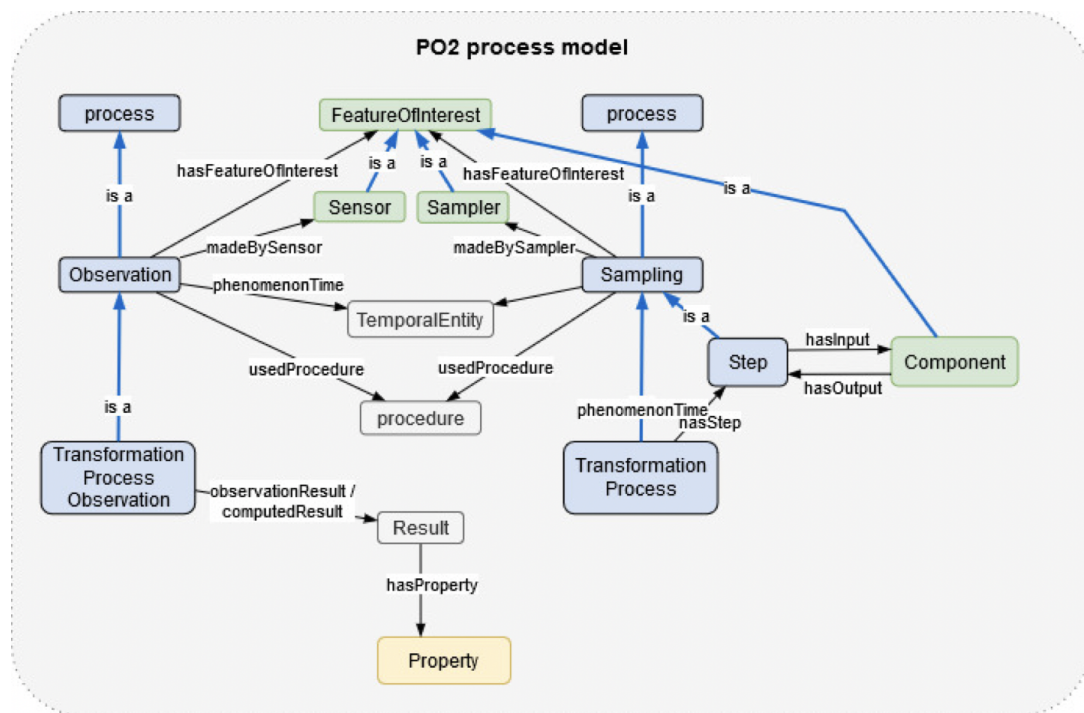 PO2 process model
process
FeatureOfInterest
process
is a
is a
hasFeatureOfInterest
hasFeatureOfInterest
is a
is a
is a
Sensor
Sampler
madeBySensor
madeBySampler
Observation
Sampling
phenomenonTime
TemporalEntity
is a
hasInput
Step
Component
hasOutput
usedProcedure
usedProcedure
is a
procedure
phenomenonTime
hasStep
Transformation
Process
Observation
Transformation
Process
observationResult /
computedResult
Result
hasProperty
Property